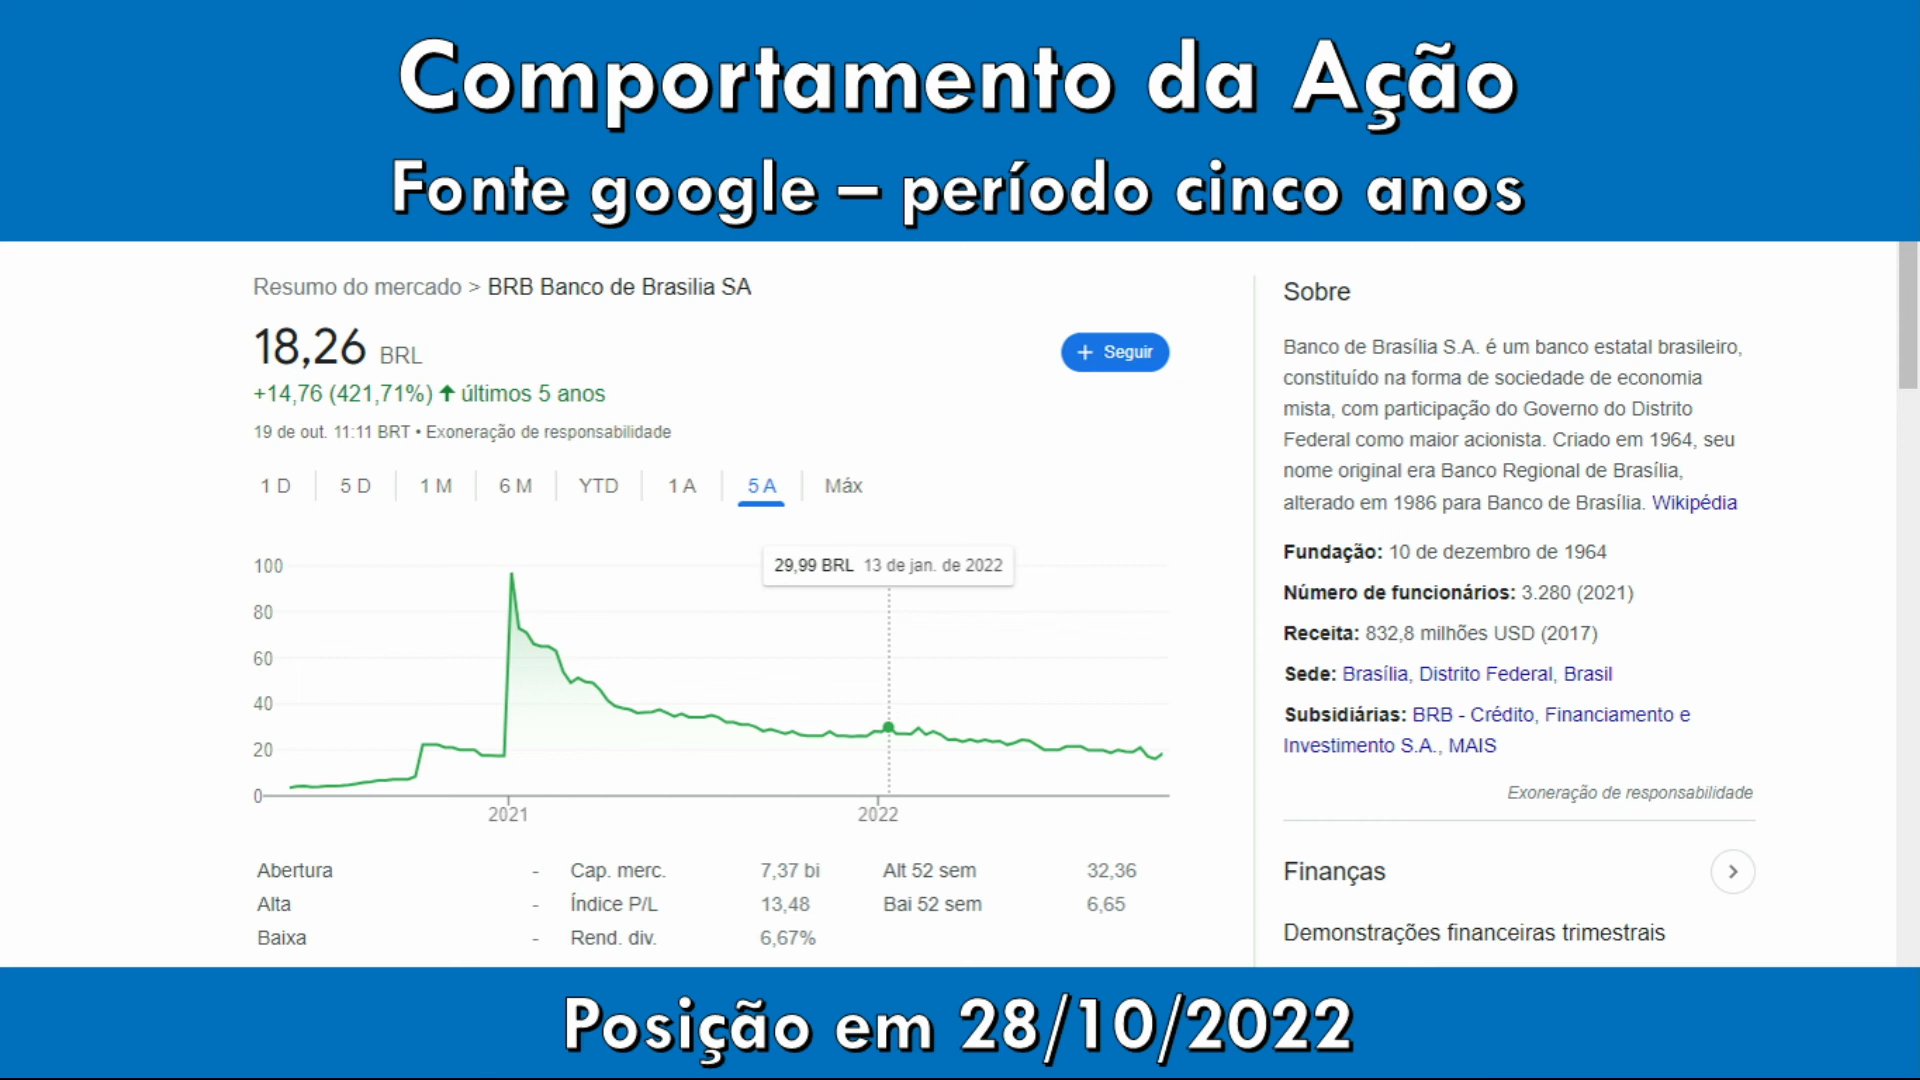 Comportamento da Ação
Fonte google – período cinco anos
Resumo do mercado > BRB Banco de Brasilia SA
18,26 BRL
+ Seguir
+14,76 (421,71%) ↑ últimos 5 anos
19 de out. 11:11 BRT • Exoneração de responsabilidade
1 D 5 D 1 M 6 M YTD 1 A 5 A Máx
29,99 BRL 13 de jan. de 2022
100
80
60
40
20
0
2021 2022
Abertura - Cap. merc. 7,37 bi Alt 52 sem 32,36
Alta - Índice P/L 13,48 Bai 52 sem 6,65
Baixa - Rend. div. 6,67%
Sobre
Banco de Brasília S.A. é um banco estatal brasileiro,
constituído na forma de sociedade de economia
mista, com participação do Governo do Distrito
Federal como maior acionista. Criado em 1964, seu
nome original era Banco Regional de Brasília,
alterado em 1986 para Banco de Brasília. Wikipédia
Fundação: 10 de dezembro de 1964
Número de funcionários: 3.280 (2021)
Receita: 832,8 milhões USD (2017)
Sede: Brasília, Distrito Federal, Brasil
Subsidiárias: BRB - Crédito, Financiamento e
Investimento S.A., MAIS
Exoneração de responsabilidade
Finanças
Demonstrações financeiras trimestrais
Posição em 28/10/2022